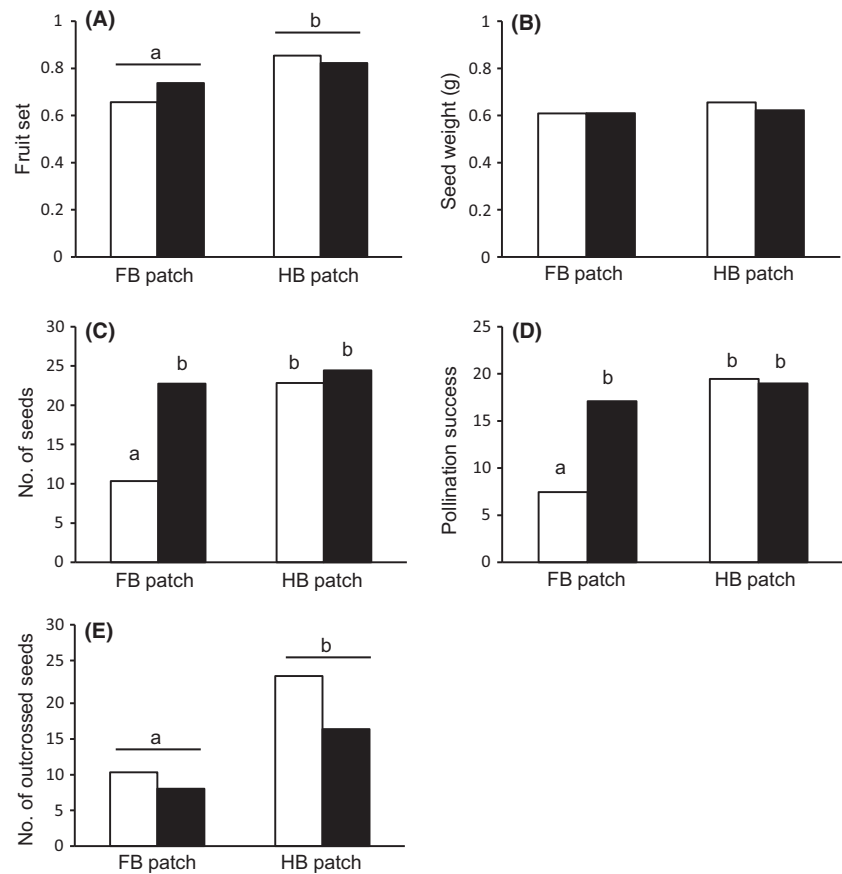 (A)
Fruit set
1
0.8
0.6
0.4
0.2
0
a
b
FB patch
HB patch
(B)
Seed weight (g)
1
0.8
0.6
0.4
0.2
0
FB patch
HB patch
(C)
No. of seeds
30
25
20
15
10
5
0
a
b
b
b
FB patch
HB patch
(D)
Pollination success
25
20
15
10
5
0
a
b
b
b
FB patch
HB patch
(E)
No. of outcrossed seeds
30
25
20
15
10
5
0
a
b
FB patch
HB patch